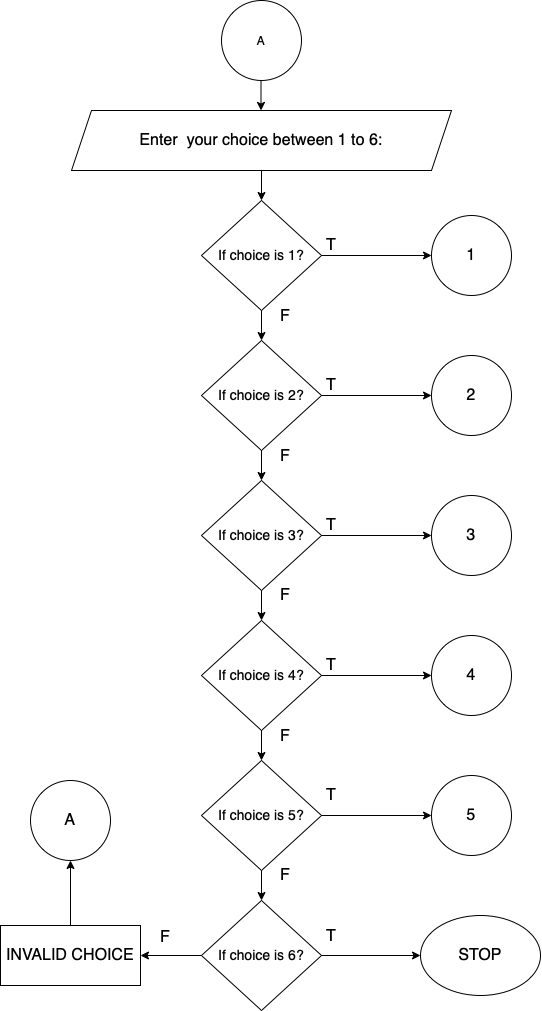 A
Enter  your choice between 1 to 6:
If choice is 1?
T
1
F
If choice is 2?
T
2
F
If choice is 3?
T
3
F
If choice is 4?
T
4
F
If choice is 5?
T
5
A
F
INVALID CHOICE
F
If choice is 6?
T
STOP